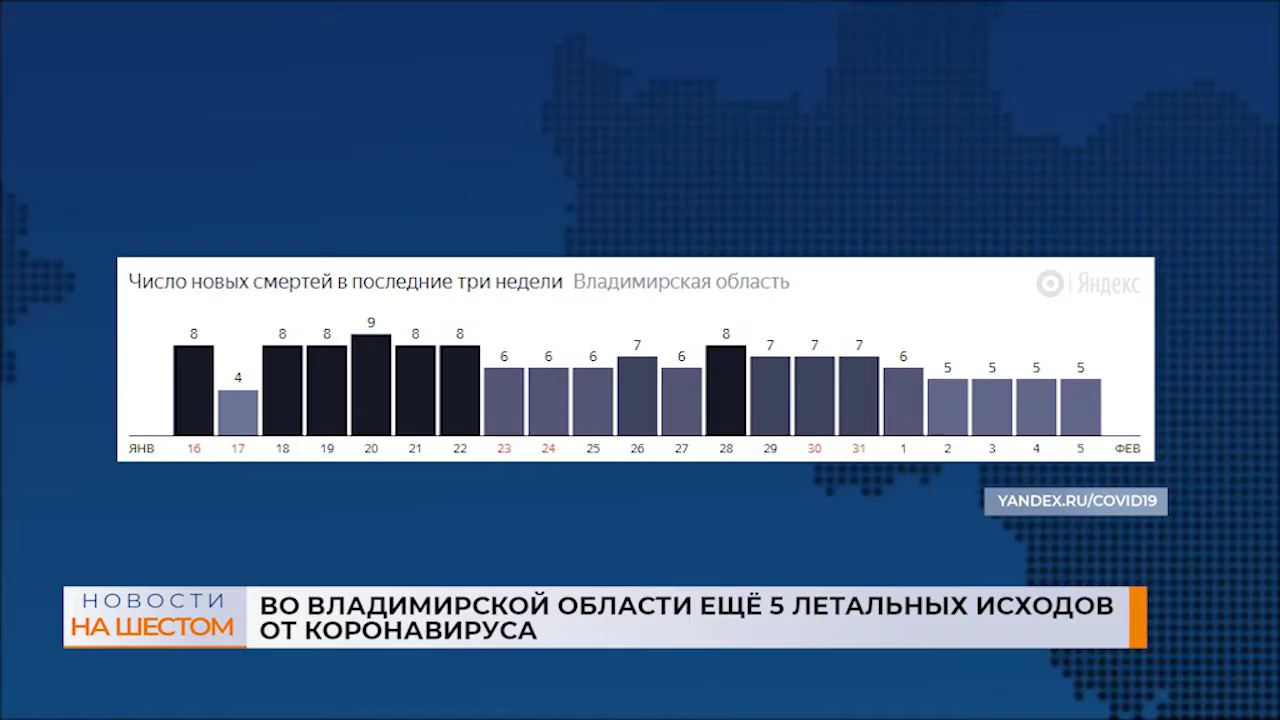 Число новых смертей в последние три недели Владимирская область
Яндекс
8 4 8 8 9 8 8 6 6 6 7 6 8 7 7 7 6 5 5 5 5
ЯНВ 16 17 18 19 20 21 22 23 24 25 26 27 28 29 30 31 1 2 3 4 5 ФЕВ
YANDEX.RU/COVID19
НОВОСТИ
НА ШЕСТОМ
ВО ВЛАДИМИРСКОЙ ОБЛАСТИ ЕЩЁ 5 ЛЕТАЛЬНЫХ ИСХОДОВ
ОТ КОРОНАВИРУСА